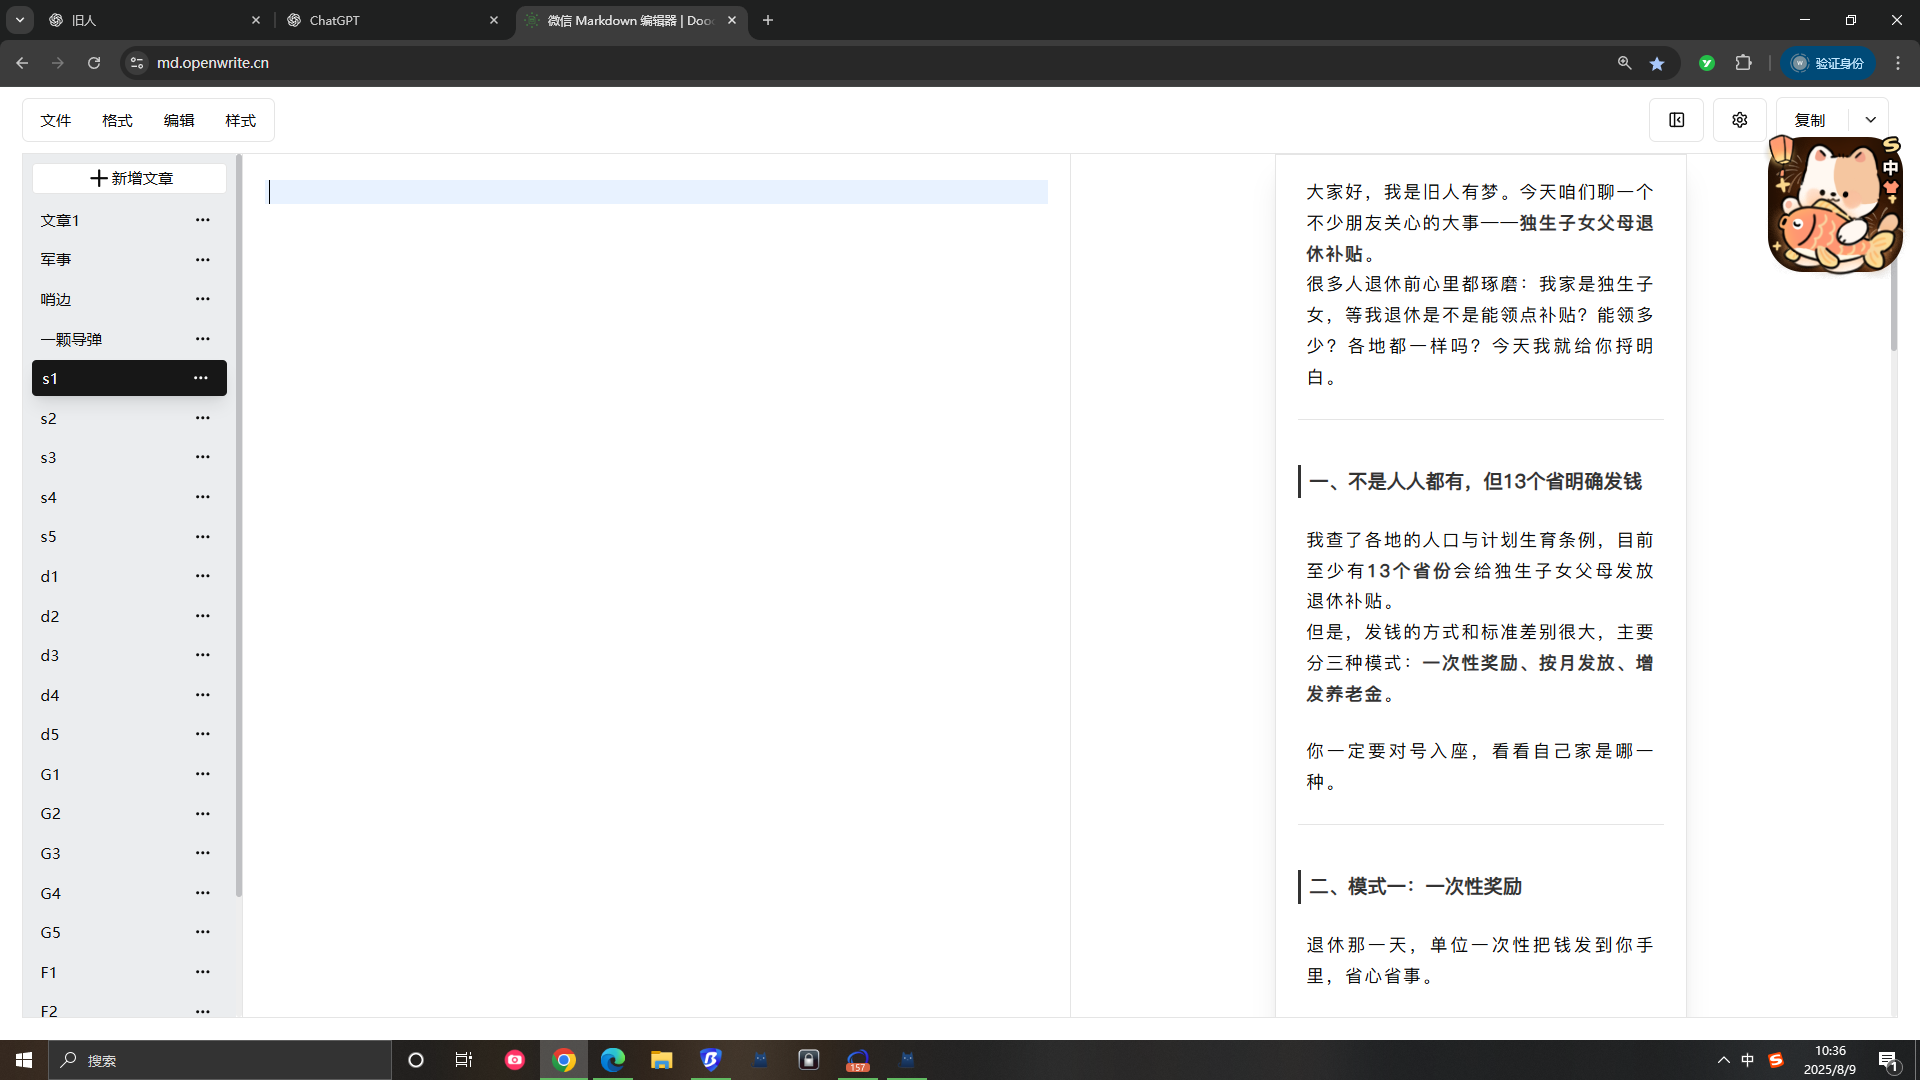 旧人
ChatGPT
微信 Markdown 编辑器 | Dooc
md.openwrite.cn
验证身份
文件 格式 编辑 样式
复制
新增文章
文章1
军事
哨边
一颗导弹
s1
s2
s3
s4
s5
d1
d2
d3
d4
d5
G1
G2
G3
G4
G5
F1
F2
大家好，我是旧人有梦。今天咱们聊一个
不少朋友关心的大事——独生子女父母退
休补贴。
很多人退休前心里都琢磨：我家是独生子
女，等我退休是不是能领点补贴？能领多
少？各地都一样吗？今天我就给你捋明
白。
一、不是人人都有，但13个省明确发钱
我查了各地的人口与计划生育条例，目前
至少有13个省份会给独生子女父母发放
退休补贴。
但是，发钱的方式和标准差别很大，主要
分三种模式：一次性奖励、按月发放、增
发养老金。
你一定要对号入座，看看自己家是哪一
种。
二、模式一：一次性奖励
退休那一天，单位一次性把钱发到你手
里，省心省事。
S
中
搜索
157
中
10:36
2025/8/9
1